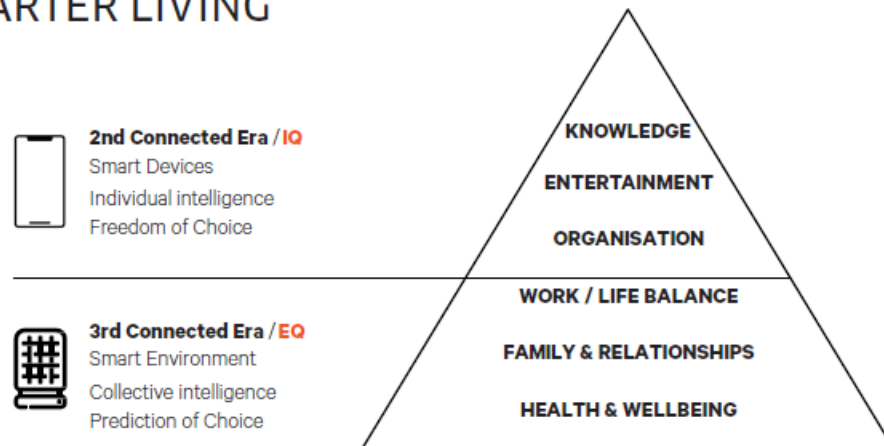 ARTER LIVING
2nd Connected Era / IQ
Smart Devices
Individual intelligence
Freedom of Choice
KNOWLEDGE
ENTERTAINMENT
ORGANISATION
3rd Connected Era / EQ
Smart Environment
Collective intelligence
Prediction of Choice
WORK / LIFE BALANCE
FAMILY & RELATIONSHIPS
HEALTH & WELLBEING